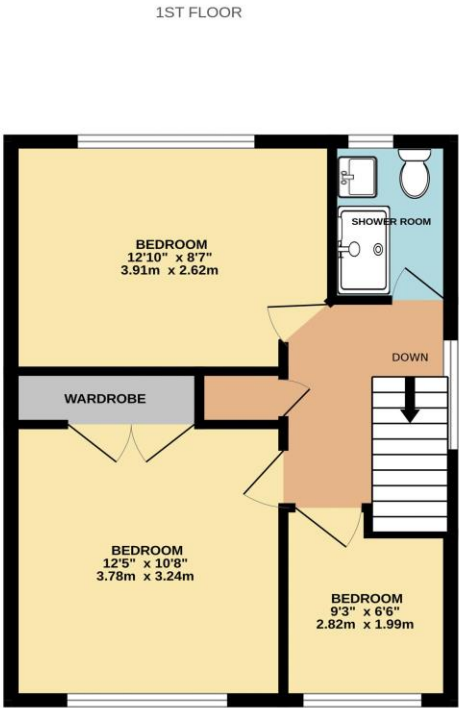 1ST FLOOR
SHOWER ROOM
BEDROOM
12'10" x 8'7"
3.91m x 2.62m
DOWN
WARDROBE
BEDROOM
12'5" x 10'8"
3.78m x 3.24m
BEDROOM
9'3" x 6'6"
2.82m x 1.99m